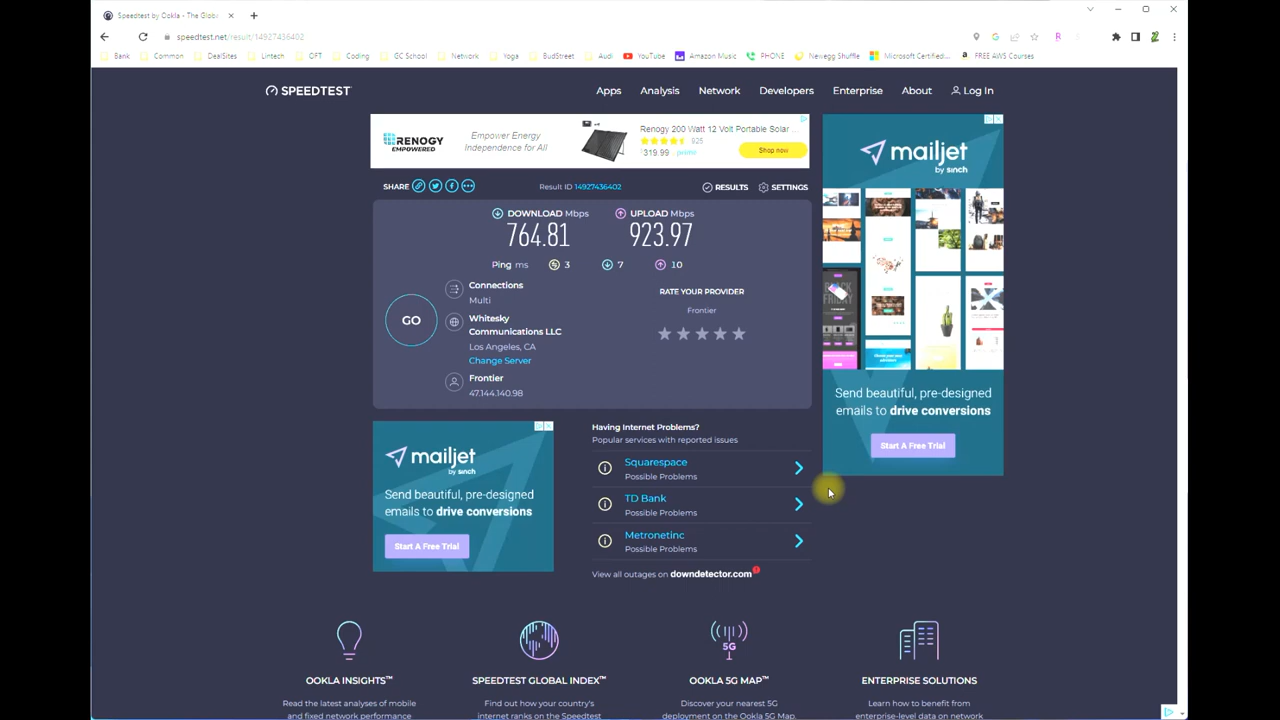 Speedtest by Ookla - The Globa
speedtest.net/result/14927436402
Bank Common DealSites Lintech OFT Coding GC School Network Yoga BudStreet Audi YouTube Amazon Music PHONE Newegg Shuffle Microsoft Certified... FREE AWS Courses
SPEEDTEST Apps Analysis Network Developers Enterprise About Log In
RENOGY EMPOWERED
Empower Energy
Independence for All
Renogy 200 Watt 12 Volt Portable Solar ...
925
$319.99 prime
Shop now
mailjet
by sinch
SHARE Result ID 14927436402 RESULTS SETTINGS
DOWNLOAD Mbps UPLOAD Mbps
764.81 923.97
Ping ms 3 7 10
Connections
Multi
GO
Whitesky
Communications LLC
Los Angeles, CA
Change Server
Frontier
47.144.140.98
RATE YOUR PROVIDER
Frontier
BLACK
FRIDAY
Send beautiful, pre-designed
emails to drive conversions
Start A Free Trial
mailjet
by sinch
Send beautiful, pre-designed
emails to drive conversions
Start A Free Trial
Having Internet Problems?
Popular services with reported issues
Squarespace
Possible Problems
TD Bank
Possible Problems
Metronetinc
Possible Problems
View all outages on downdetector.com
5G
OOKLA INSIGHTS™ SPEEDTEST GLOBAL INDEX™ OOKLA 5G MAP™ ENTERPRISE SOLUTIONS
Read the latest analyses of mobile Find out how your country's Discover your nearest 5G Learn how to benefit from
and fixed network performance internet ranks on the Speedtest deployment on the Ookla 5G Map. enterprise-level data on network